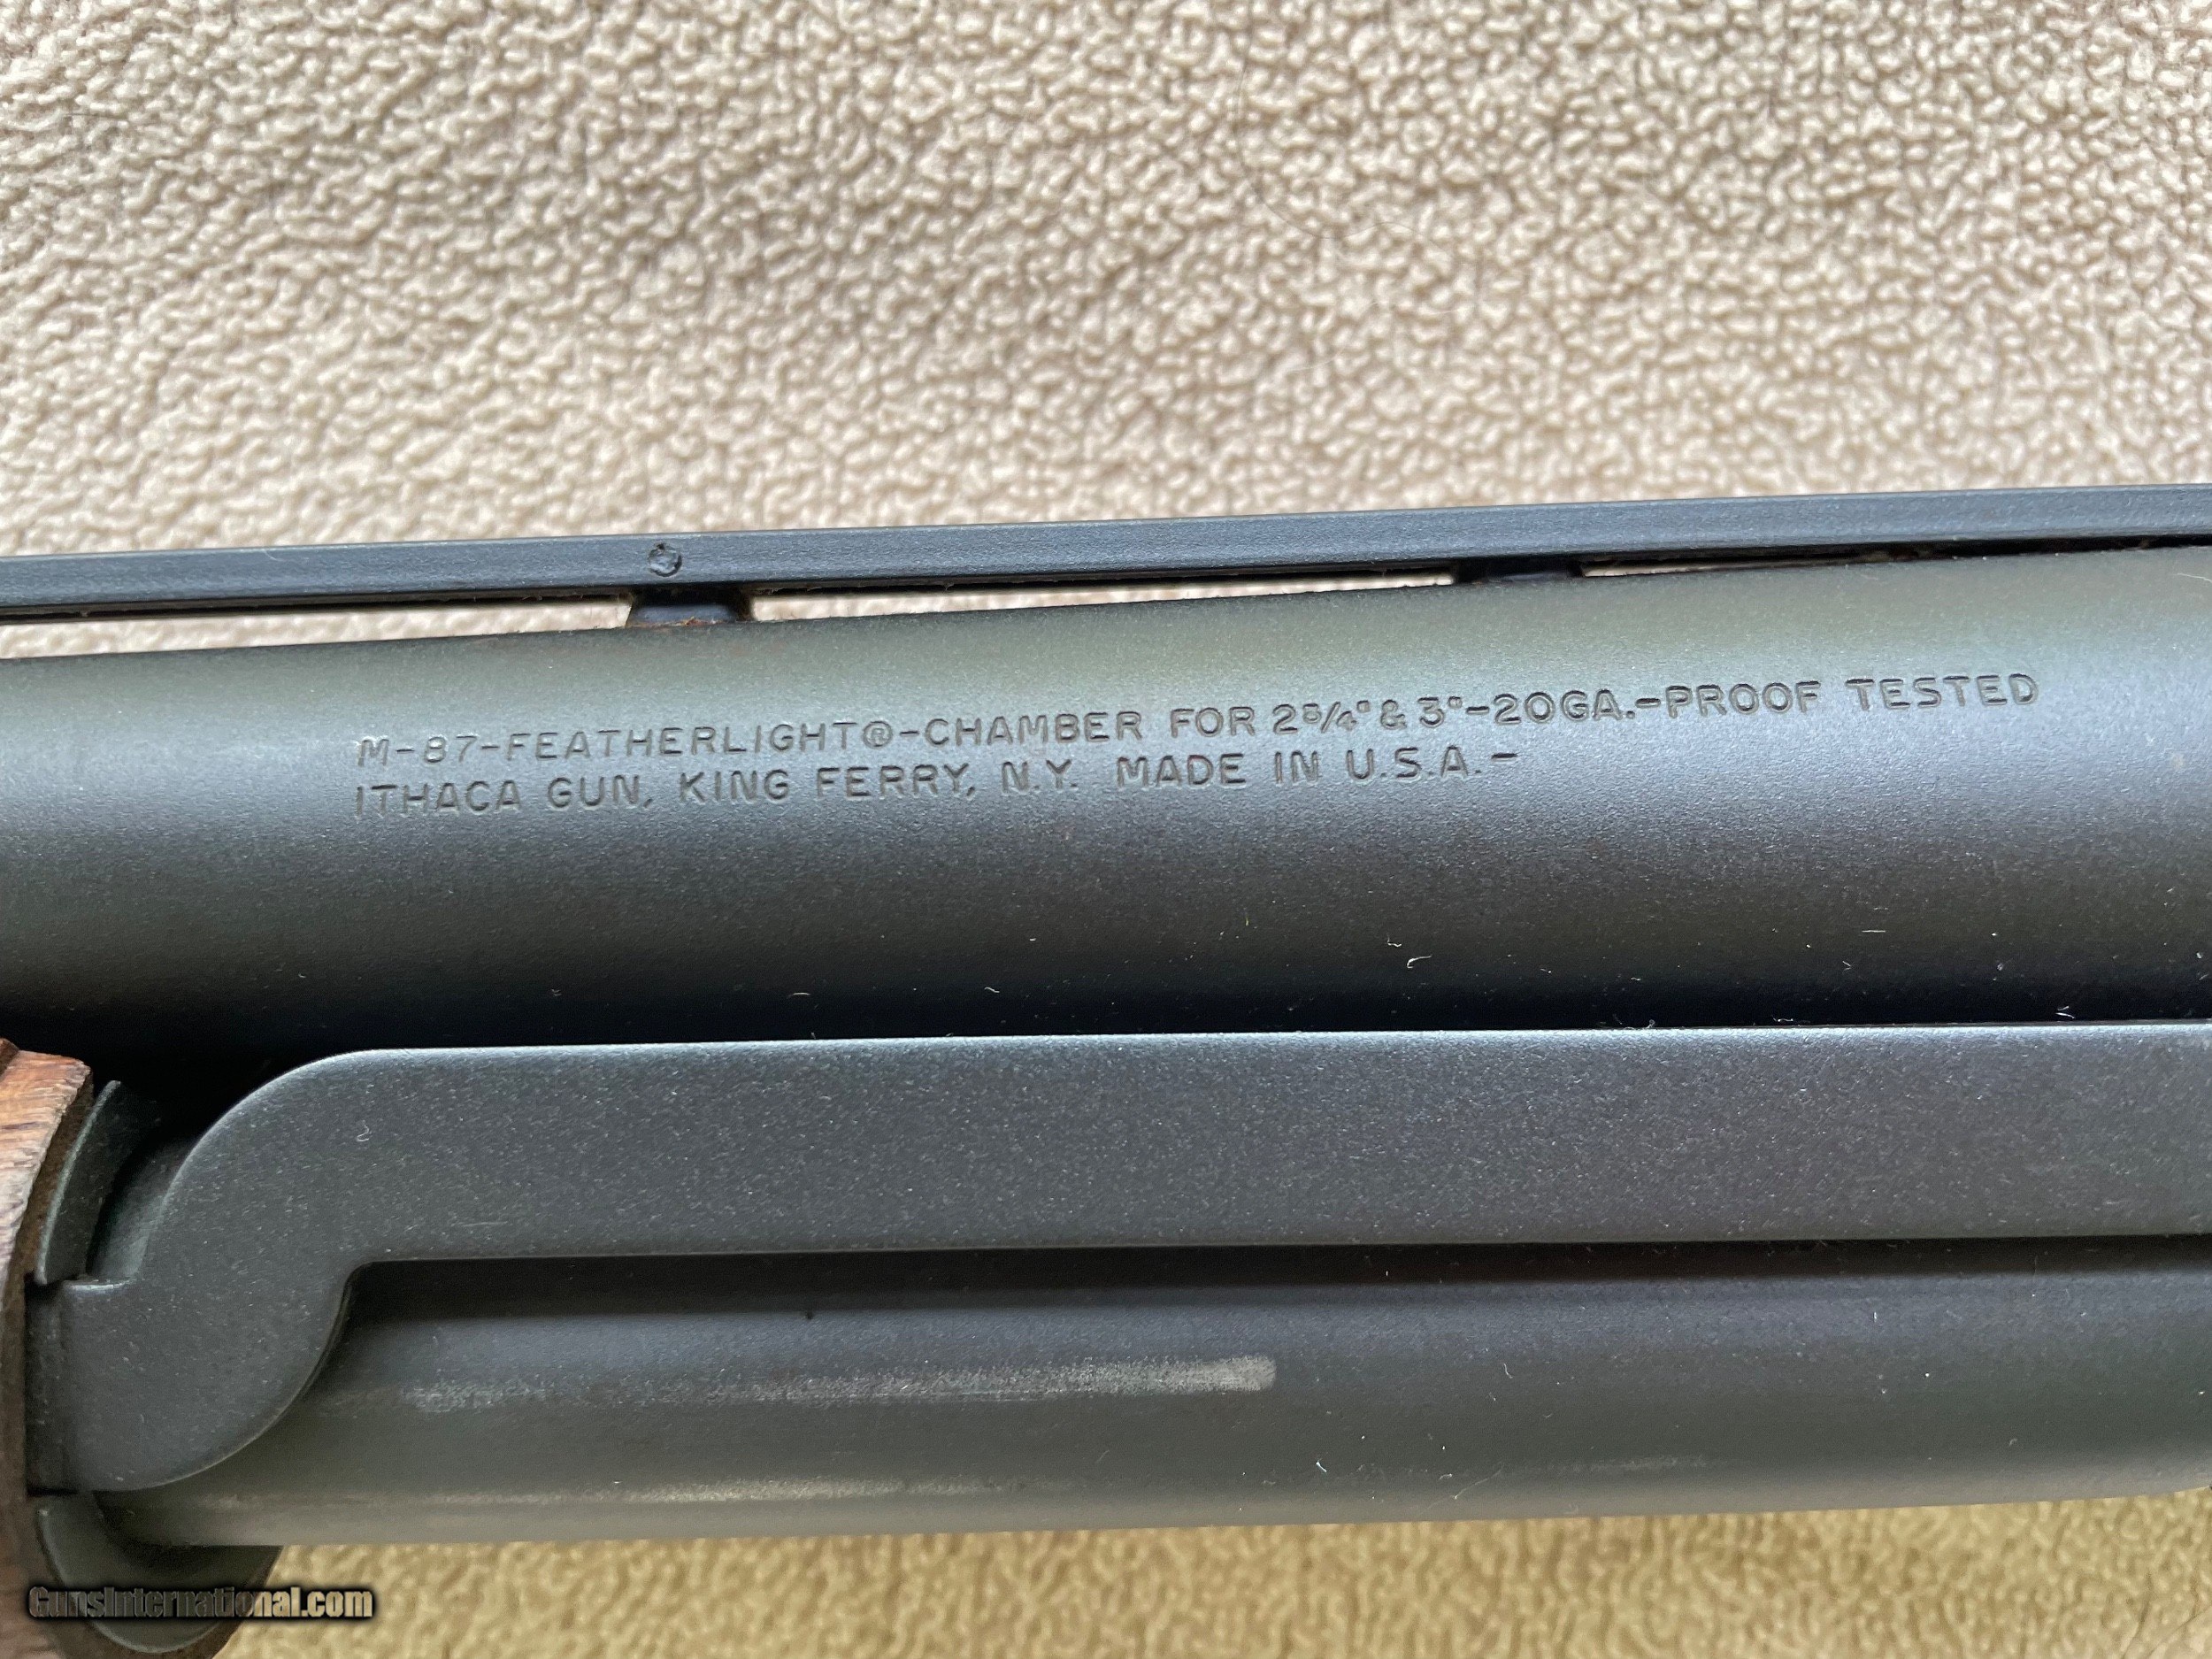 M-87-FEATHERLIGHT®-CHAMBER FOR 2¾" & 3"-20GA.-PROOF TESTED
ITHACA GUN, KING FERRY, N.Y. MADE IN U.S.A.-
GunsInternational.com